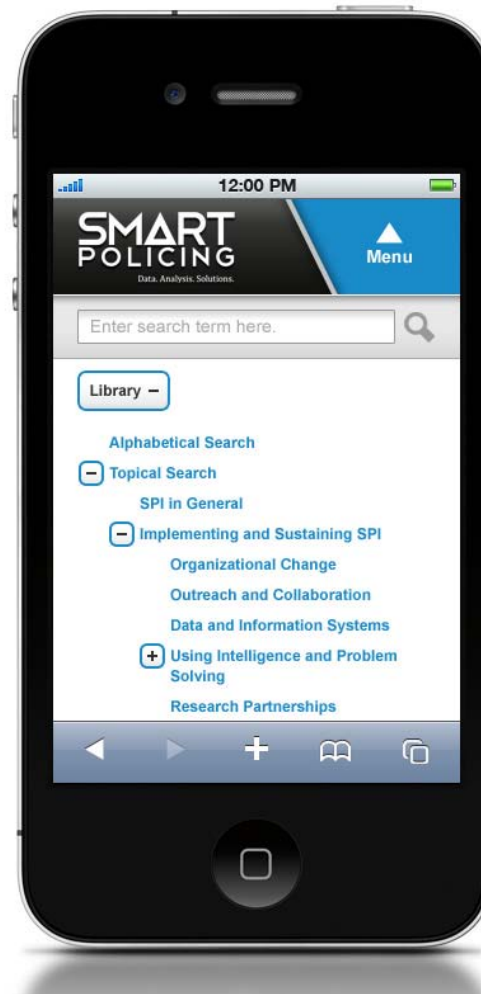 12:00 PM
SMART
POLICING
Data. Analysis. Solutions.
Menu
Enter search term here.
Library −
Alphabetical Search
Topical Search
SPI in General
Implementing and Sustaining SPI
Organizational Change
Outreach and Collaboration
Data and Information Systems
Using Intelligence and Problem
Solving
Research Partnerships